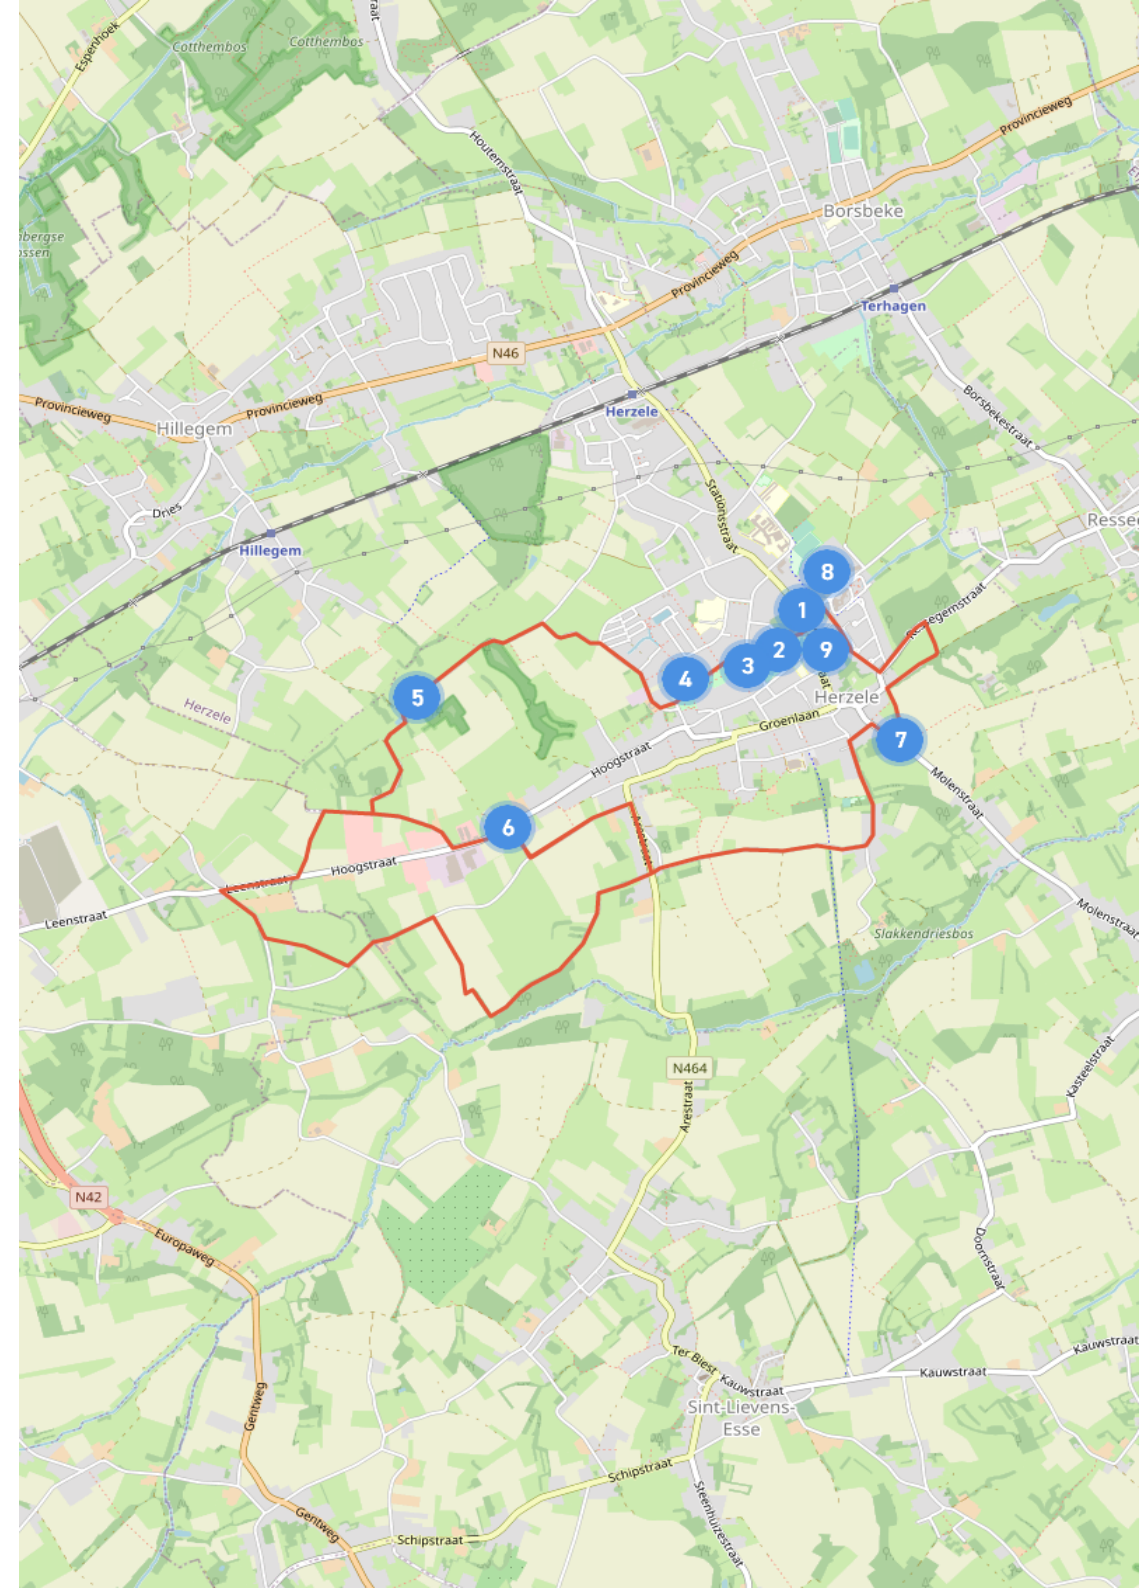 Espenhoek
Cotthembos
Cotthembos
raat
Houtemstraat
Provincieweg
Borsbeke
Provincieweg
Terhagen
N46
Herzele
Provincieweg
Provincieweg
Hillegem
Borsbekestraat
Dries
Stationsstraat
Hillegem
8
1
2
9
3
4
5
Herzele
Herzele
Groenlaan
7
Hoogstraat
Molenstraat
6
Arestraat
Hoogstraat
Leenstraat
Leenstraat
Molenstraat
Slakkendriesbos
N464
Kasteelstraat
Arestraat
N42
Europaweg
Doornstraat
Ter Biest
Kauwstraat
Kauwstraat
Kauwstraat
Sint-Lievens-
Esse
Gentweg
Schipstraat
Steenhuizestraat
Gentweg
Schipstraat